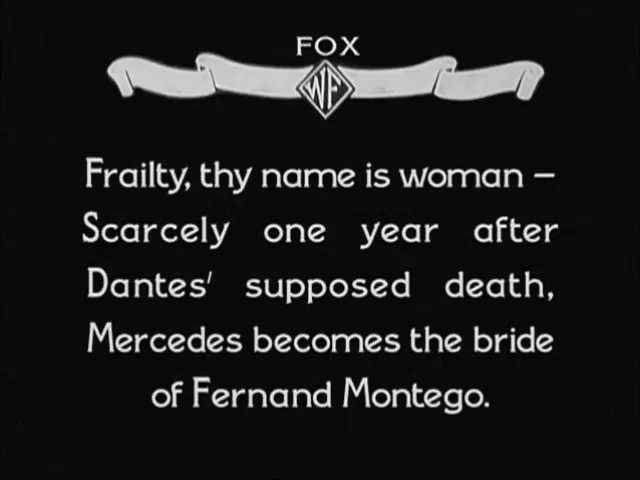 FOX
WF
Frailty, thy name is woman –
Scarcely one year after
Dantes' supposed death,
Mercedes becomes the bride
of Fernand Montego.